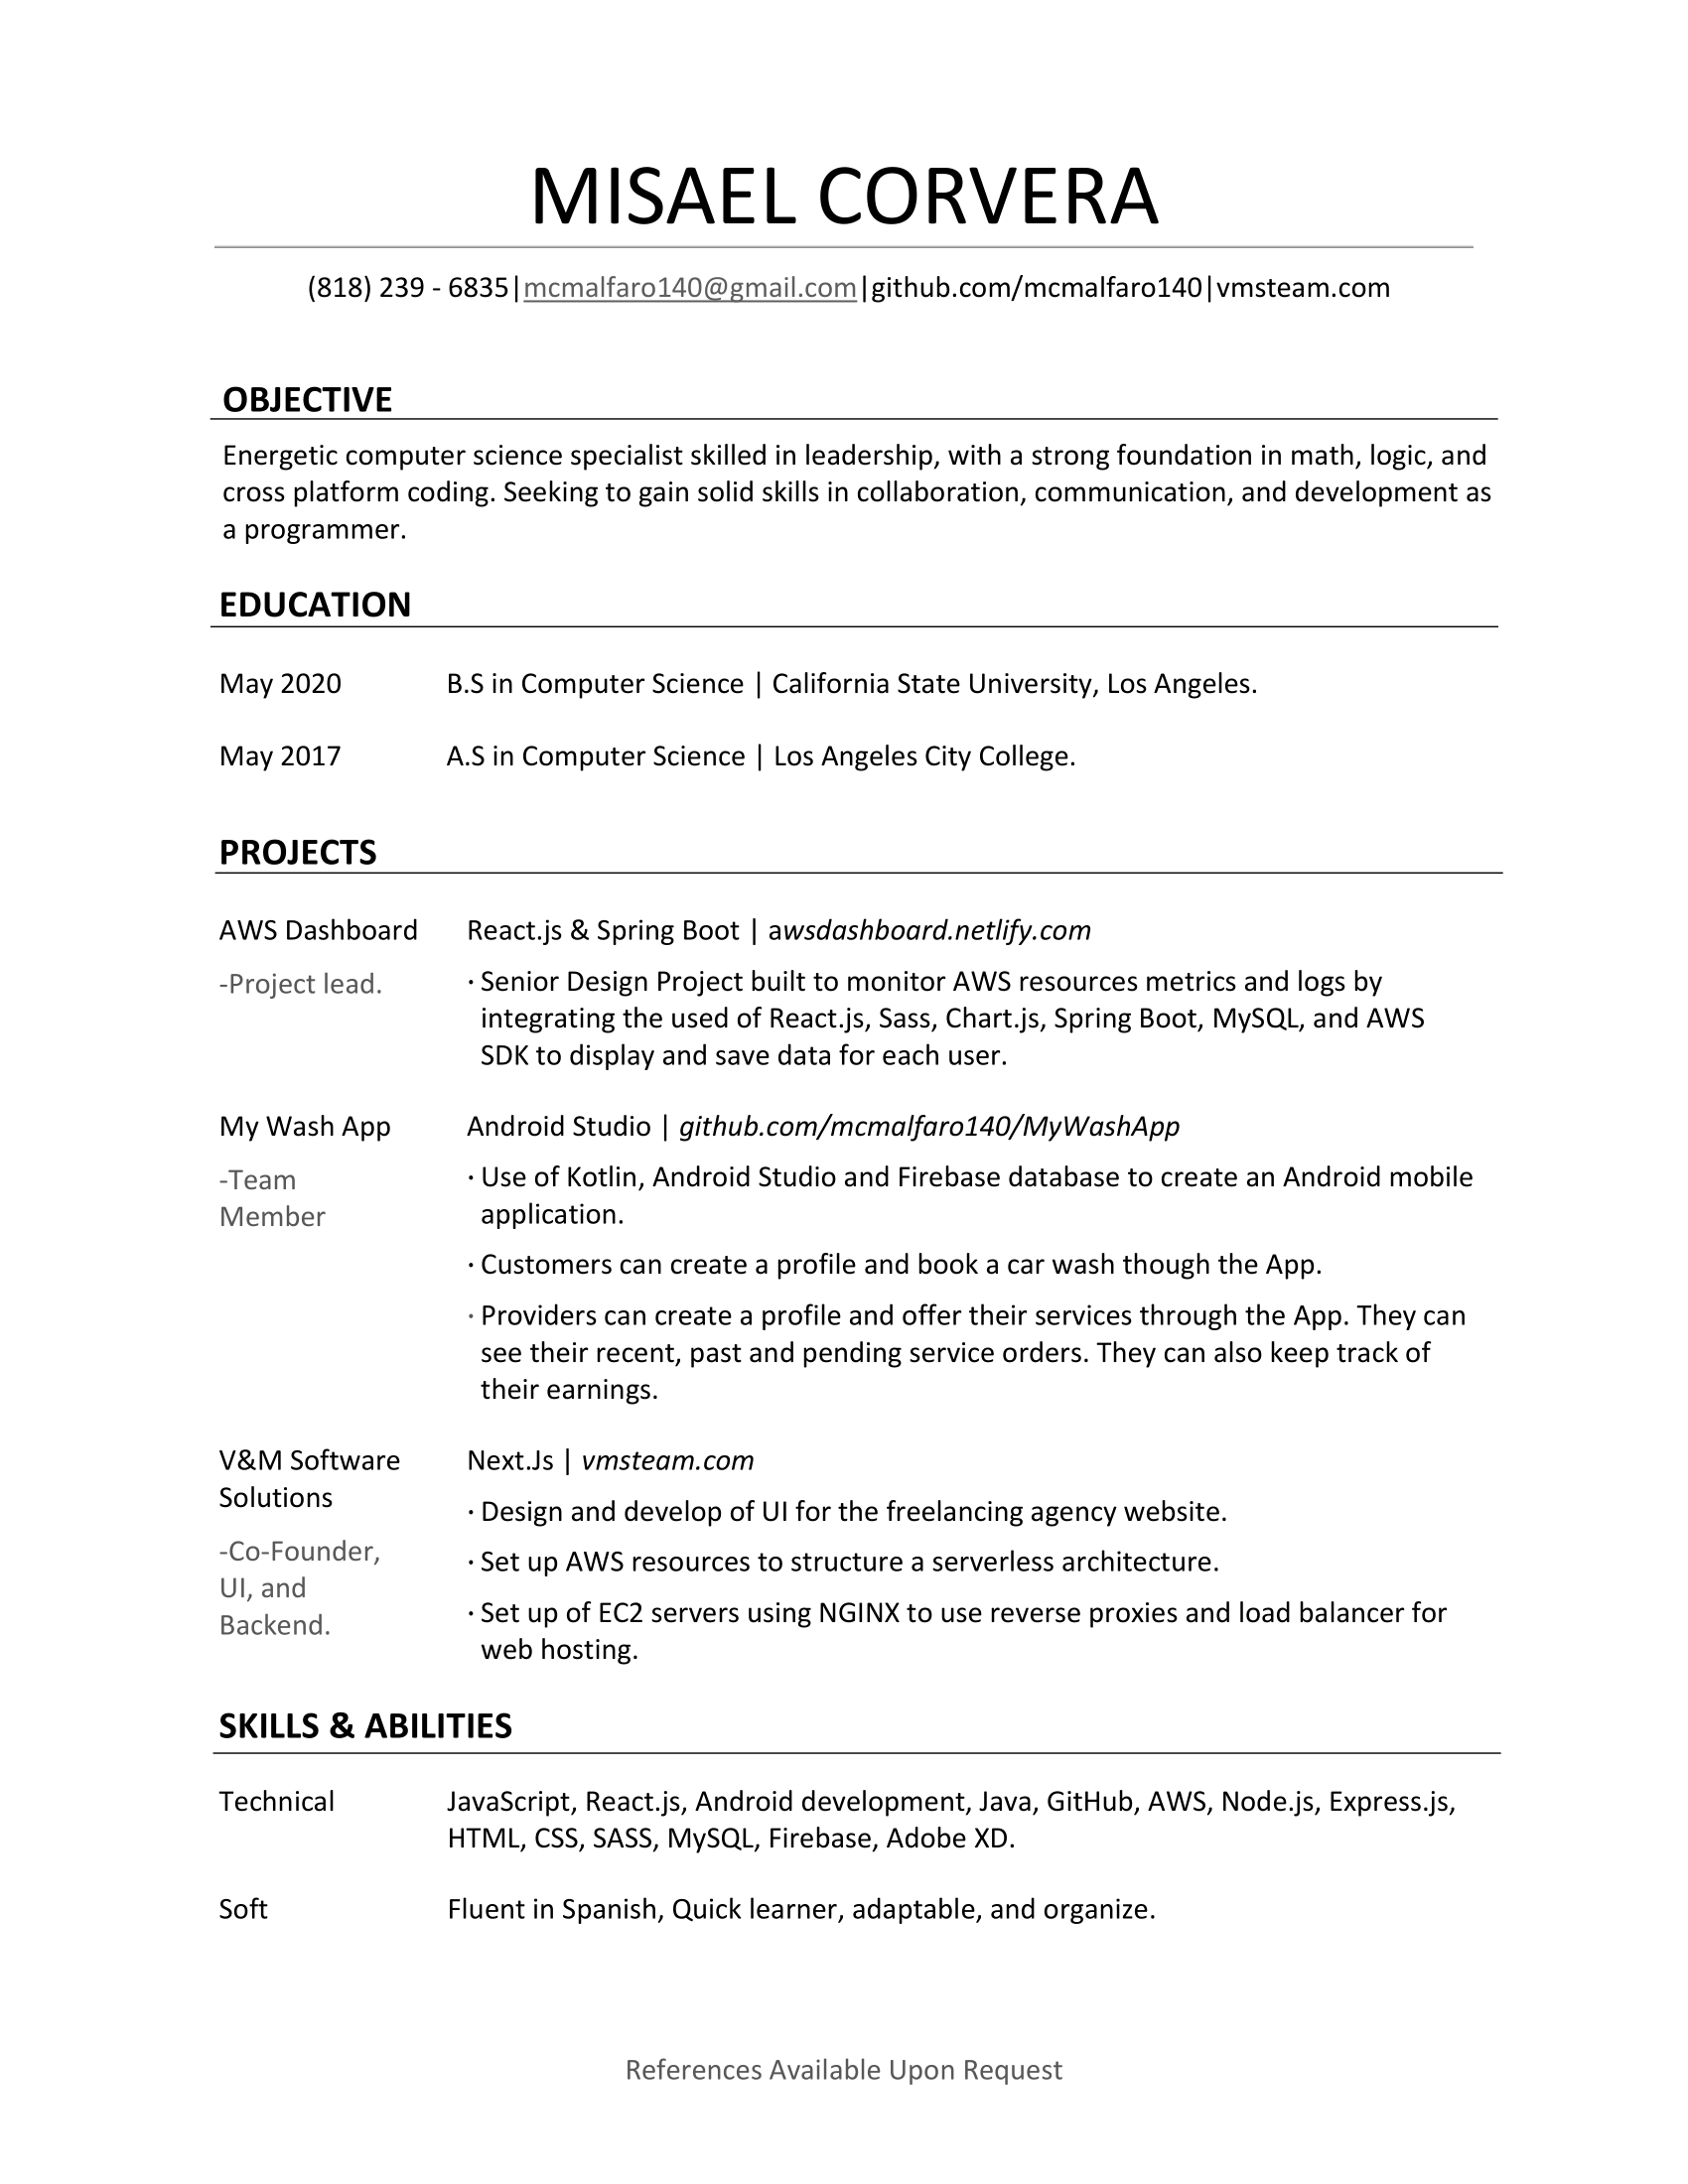 MISAEL CORVERA
(818) 239 - 6835|mcmalfaro140@gmail.com|github.com/mcmalfaro140|vmsteam.com
OBJECTIVE
Energetic computer science specialist skilled in leadership, with a strong foundation in math, logic, and
cross platform coding. Seeking to gain solid skills in collaboration, communication, and development as
a programmer.
EDUCATION
May 2020 B.S in Computer Science | California State University, Los Angeles.
May 2017 A.S in Computer Science | Los Angeles City College.
PROJECTS
AWS Dashboard React.js & Spring Boot | awsdashboard.netlify.com
-Project lead. · Senior Design Project built to monitor AWS resources metrics and logs by
integrating the used of React.js, Sass, Chart.js, Spring Boot, MySQL, and AWS
SDK to display and save data for each user.
My Wash App Android Studio | github.com/mcmalfaro140/MyWashApp
-Team · Use of Kotlin, Android Studio and Firebase database to create an Android mobile
Member application.
· Customers can create a profile and book a car wash though the App.
· Providers can create a profile and offer their services through the App. They can
see their recent, past and pending service orders. They can also keep track of
their earnings.
V&M Software Next.Js | vmsteam.com
Solutions · Design and develop of UI for the freelancing agency website.
-Co-Founder, · Set up AWS resources to structure a serverless architecture.
UI, and · Set up of EC2 servers using NGINX to use reverse proxies and load balancer for
Backend. web hosting.
SKILLS & ABILITIES
Technical JavaScript, React.js, Android development, Java, GitHub, AWS, Node.js, Express.js,
HTML, CSS, SASS, MySQL, Firebase, Adobe XD.
Soft Fluent in Spanish, Quick learner, adaptable, and organize.
References Available Upon Request